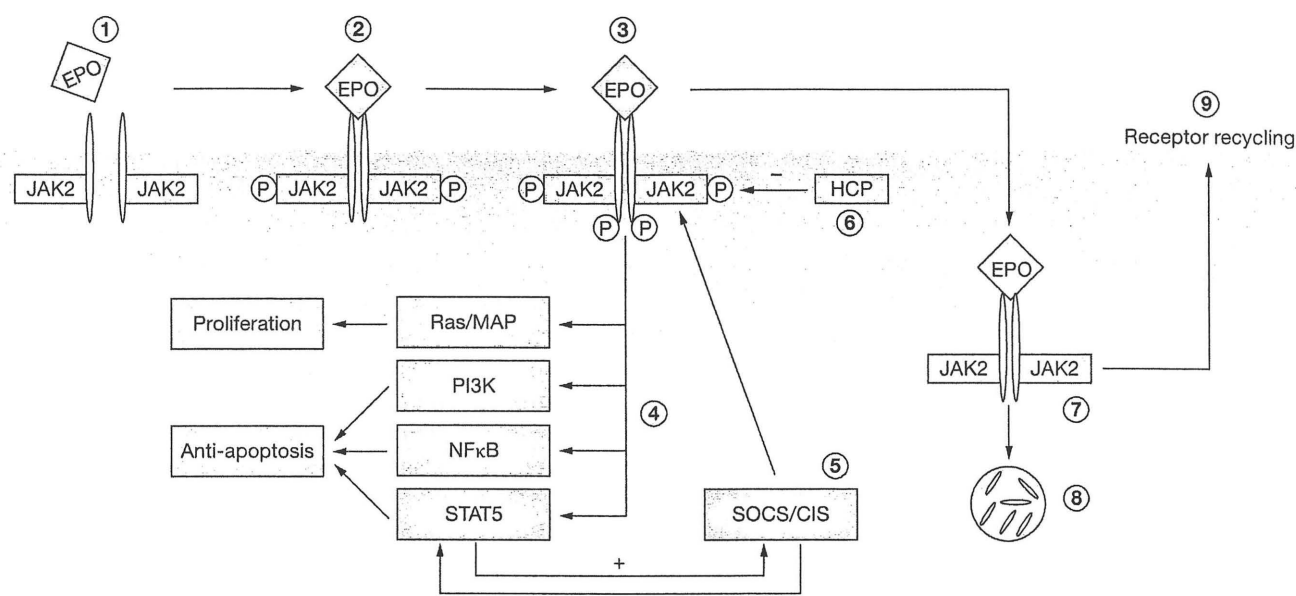 ①
②
③
EPO
EPO
EPO
⑨
Receptor recycling
JAK2
JAK2
P
JAK2
JAK2
P
P
JAK2
JAK2
P
–
HCP
⑥
P
P
EPO
Proliferation
Ras/MAP
PI3K
JAK2
JAK2
④
⑦
Anti-apoptosis
NFκB
⑤
STAT5
SOCS/CIS
⑧
+